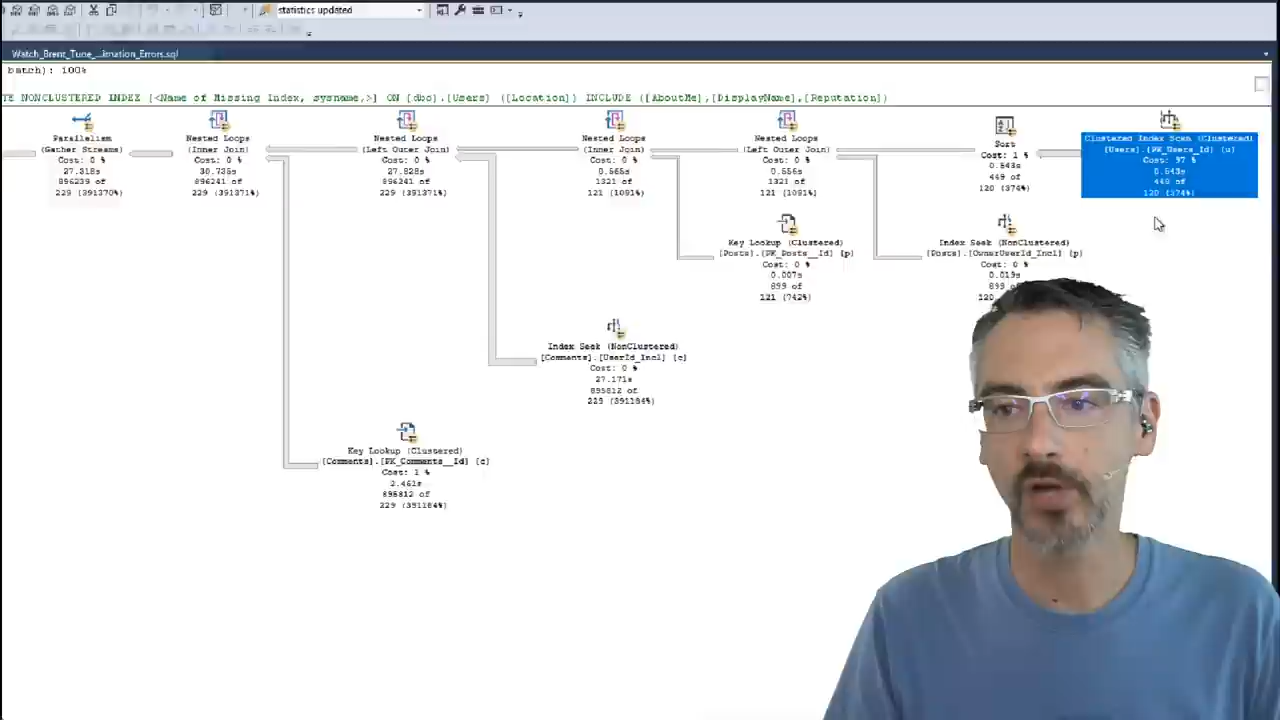 statistics updated
Watch_Brent_Tune_...imation_Errors.sql
batch): 100%
TE NONCLUSTERED INDEX [<Name of Missing Index, sysname,>] ON [dbo].[Users] ([Location]) INCLUDE ([AboutMe],[DisplayName],[Reputation])
Parallelism
(Gather Streams)
Cost: 0 %
27.318s
896239 of
229 (391370%)
Nested Loops
(Inner Join)
Cost: 0 %
30.735s
896241 of
229 (391371%)
Nested Loops
(Left Outer Join)
Cost: 0 %
27.828s
896241 of
229 (391371%)
Nested Loops
(Inner Join)
Cost: 0 %
0.565s
1321 of
121 (1091%)
Nested Loops
(Left Outer Join)
Cost: 0 %
0.556s
1321 of
121 (1091%)
Sort
Cost: 1 %
0.543s
449 of
120 (374%)
Clustered Index Scan (Clustered)
[Users].[PK_Users_Id] [u]
Cost: 97 %
0.543s
449 of
120 (374%)
Key Lookup (Clustered)
[Posts].[PK_Posts__Id] [p]
Cost: 0 %
0.007s
899 of
121 (742%)
Index Seek (NonClustered)
[Posts].[OwnerUserId_Incl] [p]
Cost: 0 %
0.019s
899 of
120
Index Seek (NonClustered)
[Comments].[UserId_Incl] [c]
Cost: 0 %
27.171s
895812 of
229 (391184%)
Key Lookup (Clustered)
[Comments].[PK_Comments__Id] [c]
Cost: 1 %
2.461s
895812 of
229 (391184%)